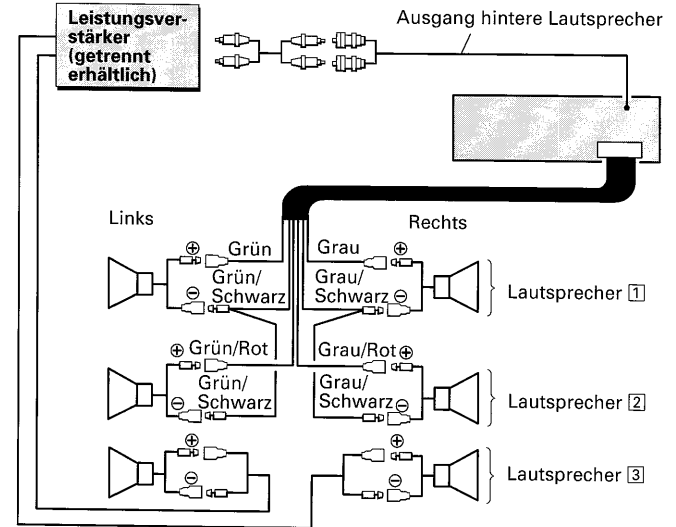 Leistungsver-
stärker
(getrennt
erhältlich)
Ausgang hintere Lautsprecher
Links
Rechts
⊕ Grün
Grau ⊕
⊖ Grün/
Schwarz
Grau/
Schwarz ⊖
Lautsprecher 1
⊕ Grün/Rot
Grau/Rot ⊕
⊖ Grün/
Schwarz
Grau/
Schwarz ⊖
Lautsprecher 2
⊕
⊖
⊕
⊖
Lautsprecher 3